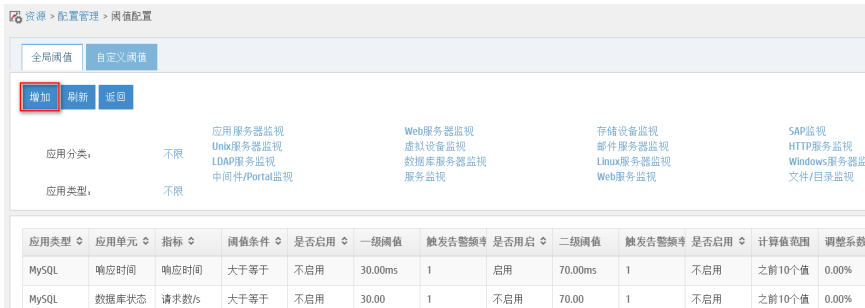 资源 > 配置管理 > 阈值配置
全局阈值 自定义阈值
增加 刷新 返回
应用服务器监视 Web服务器监视 存储设备监视 SAP监视
应用分类: 不限 Unix服务器监视 虚拟设备监视 邮件服务器监视 HTTP服务监视
LDAP服务监视 数据库服务器监视 Linux服务器监视 Windows服务器监
中间件/Portal监视 服务监视 Web服务监视 文件/目录监视
应用类型: 不限
应用类型 应用单元 指标 阈值条件 是否启用 一级阈值 触发告警频率 是否用启 二级阈值 触发告警频率 是否启用 计算值范围 调整系数
MySQL 响应时间 响应时间 大于等于 不启用 30.00ms 1 启用 70.00ms 1 不启用 之前10个值 0.00%
MySQL 数据库状态 请求数/s 大于等于 不启用 30.00 1 不启用 70.00 1 不启用 之前10个值 0.00%